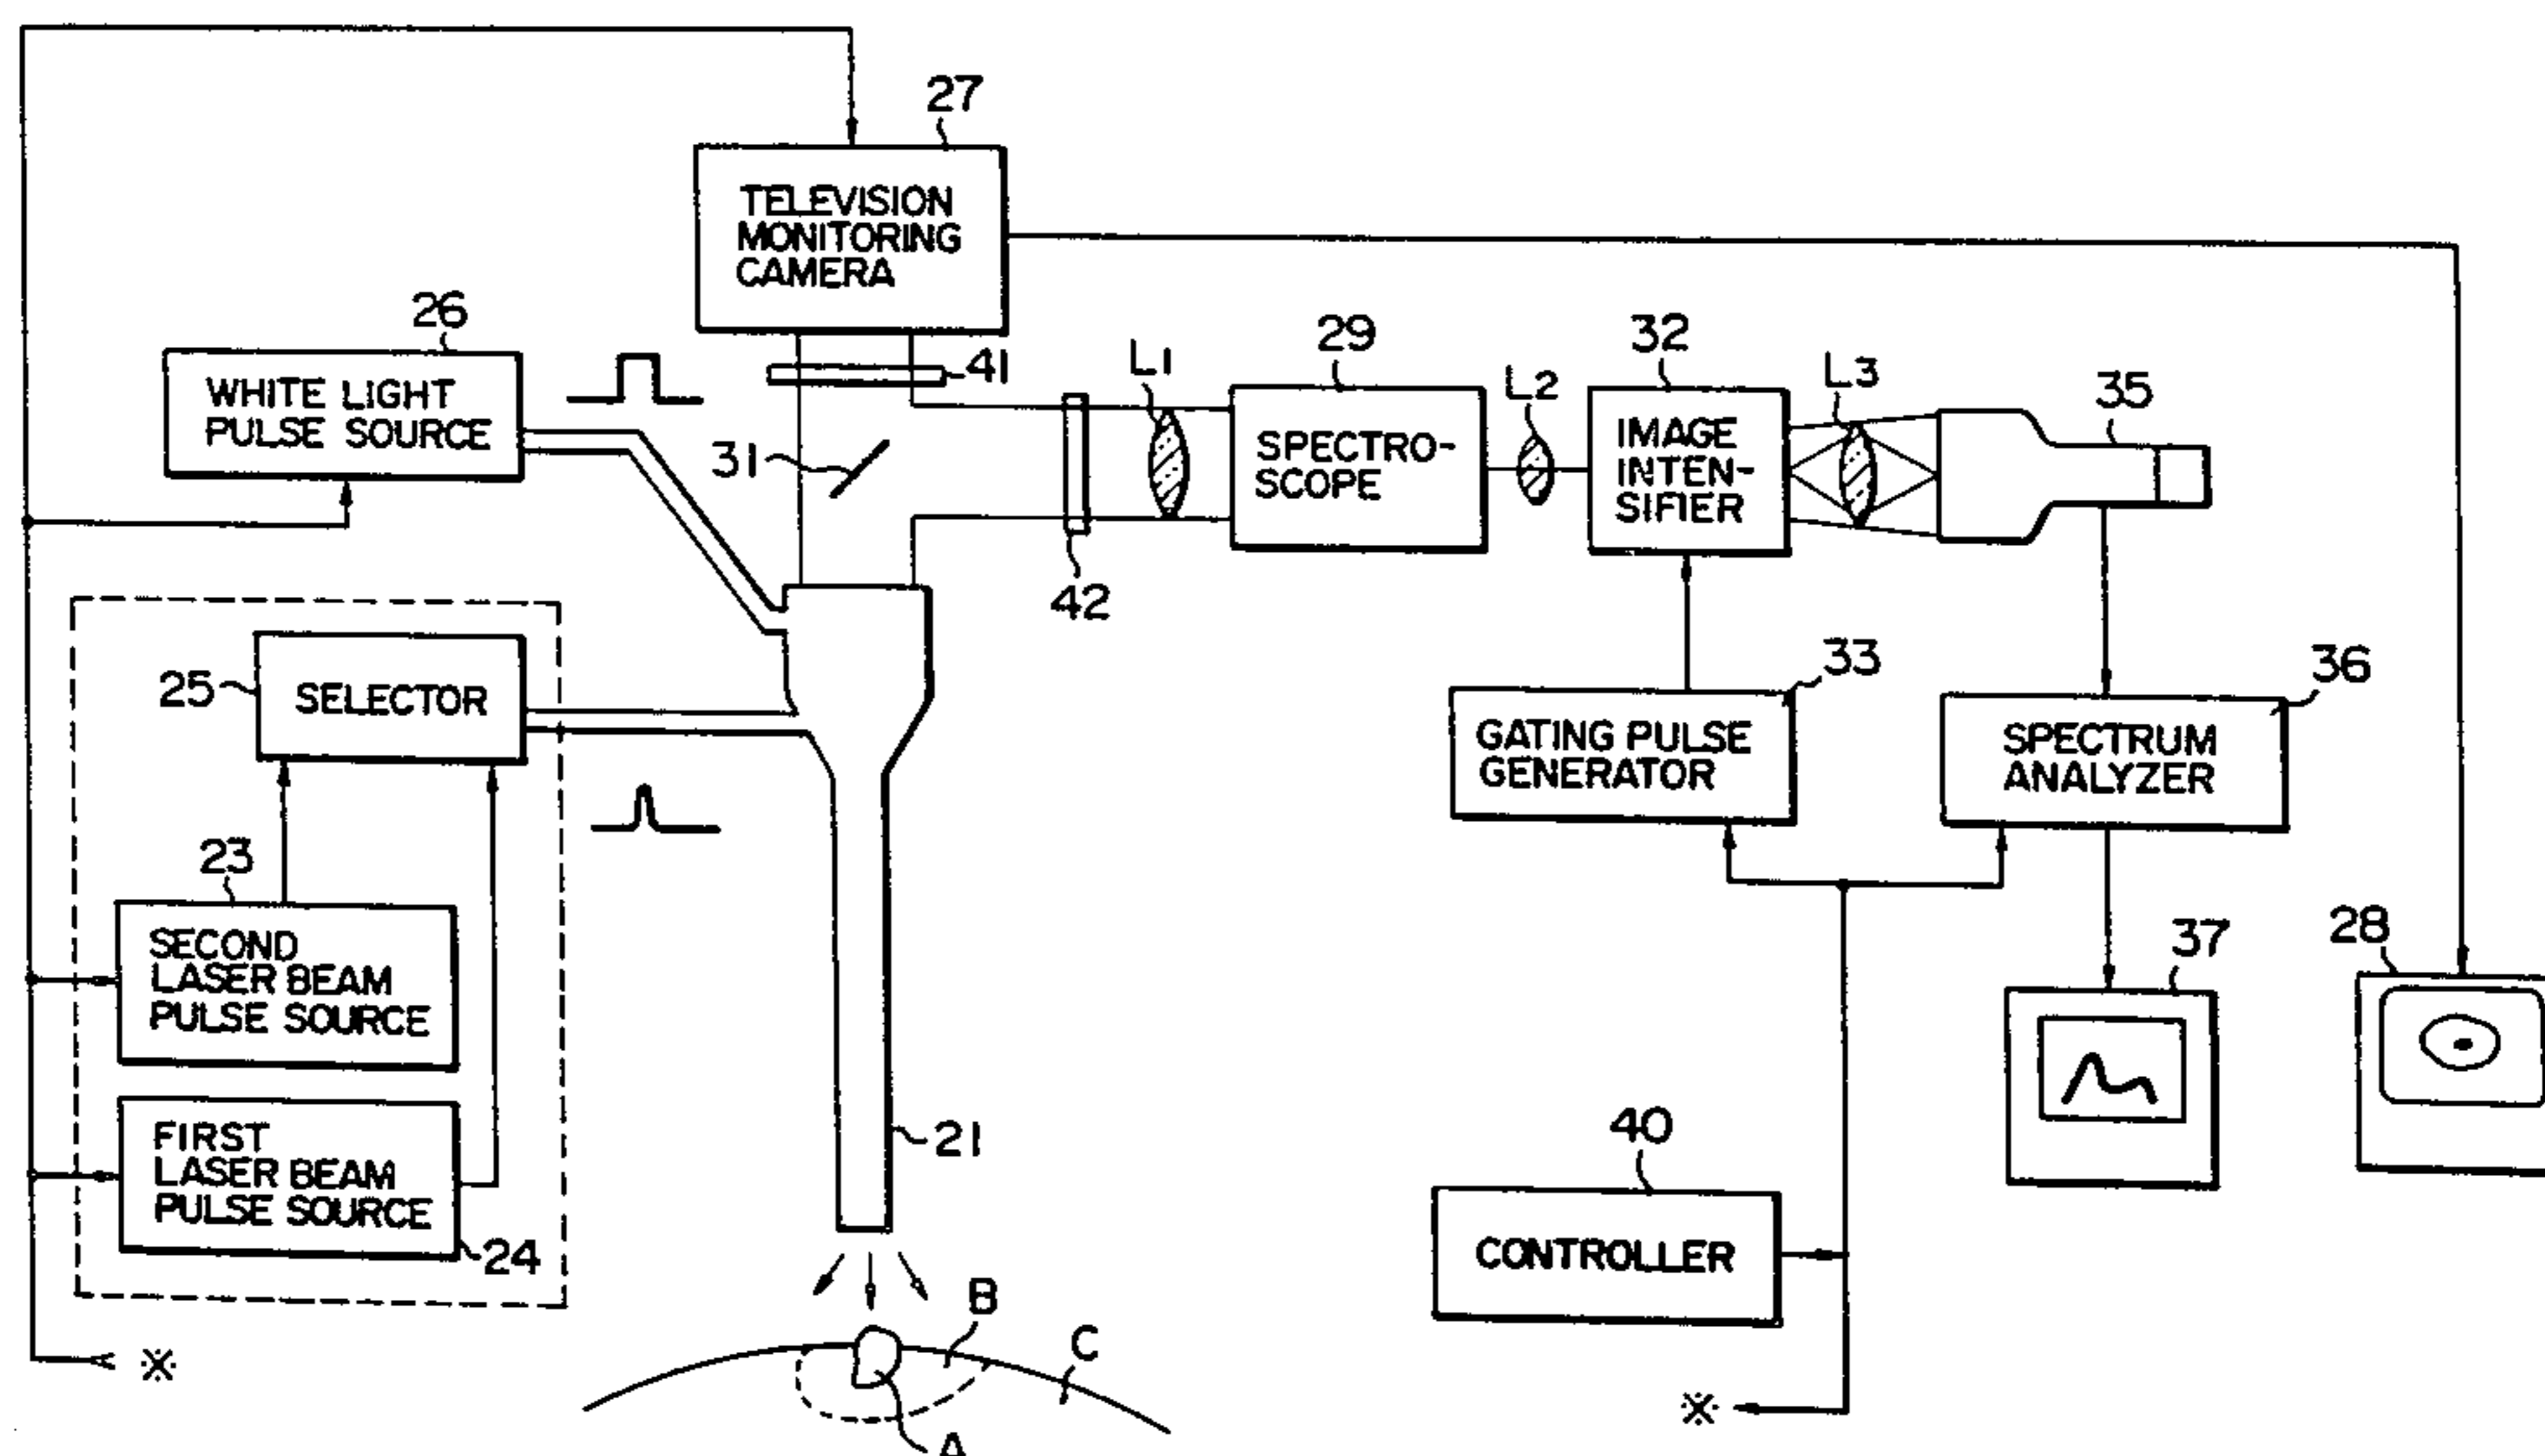 27
TELEVISION
MONITORING
CAMERA
26
WHITE LIGHT
PULSE SOURCE
41
L1
29
SPECTRO-
SCOPE
L2
32
IMAGE
INTEN-
SIFIER
L3
35
31
42
25
SELECTOR
33
GATING PULSE
GENERATOR
36
SPECTRUM
ANALYZER
23
SECOND
LASER BEAM
PULSE SOURCE
37
28
21
FIRST
LASER BEAM
PULSE SOURCE
24
40
CONTROLLER
B
C
A
※
※